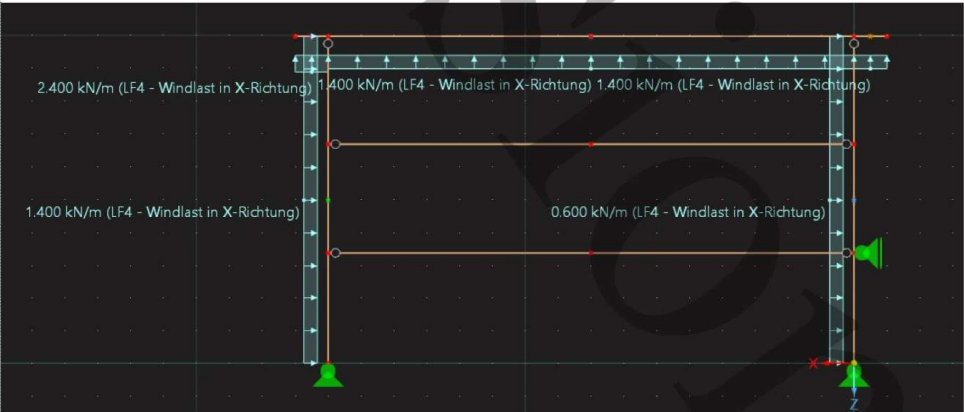 2.400 kN/m (LF4 - Windlast in X-Richtung) 1.400 kN/m (LF4 - Windlast in X-Richtung) 1.400 kN/m (LF4 - Windlast in X-Richtung)
1.400 kN/m (LF4 - Windlast in X-Richtung) 0.600 kN/m (LF4 - Windlast in X-Richtung)
X
Z